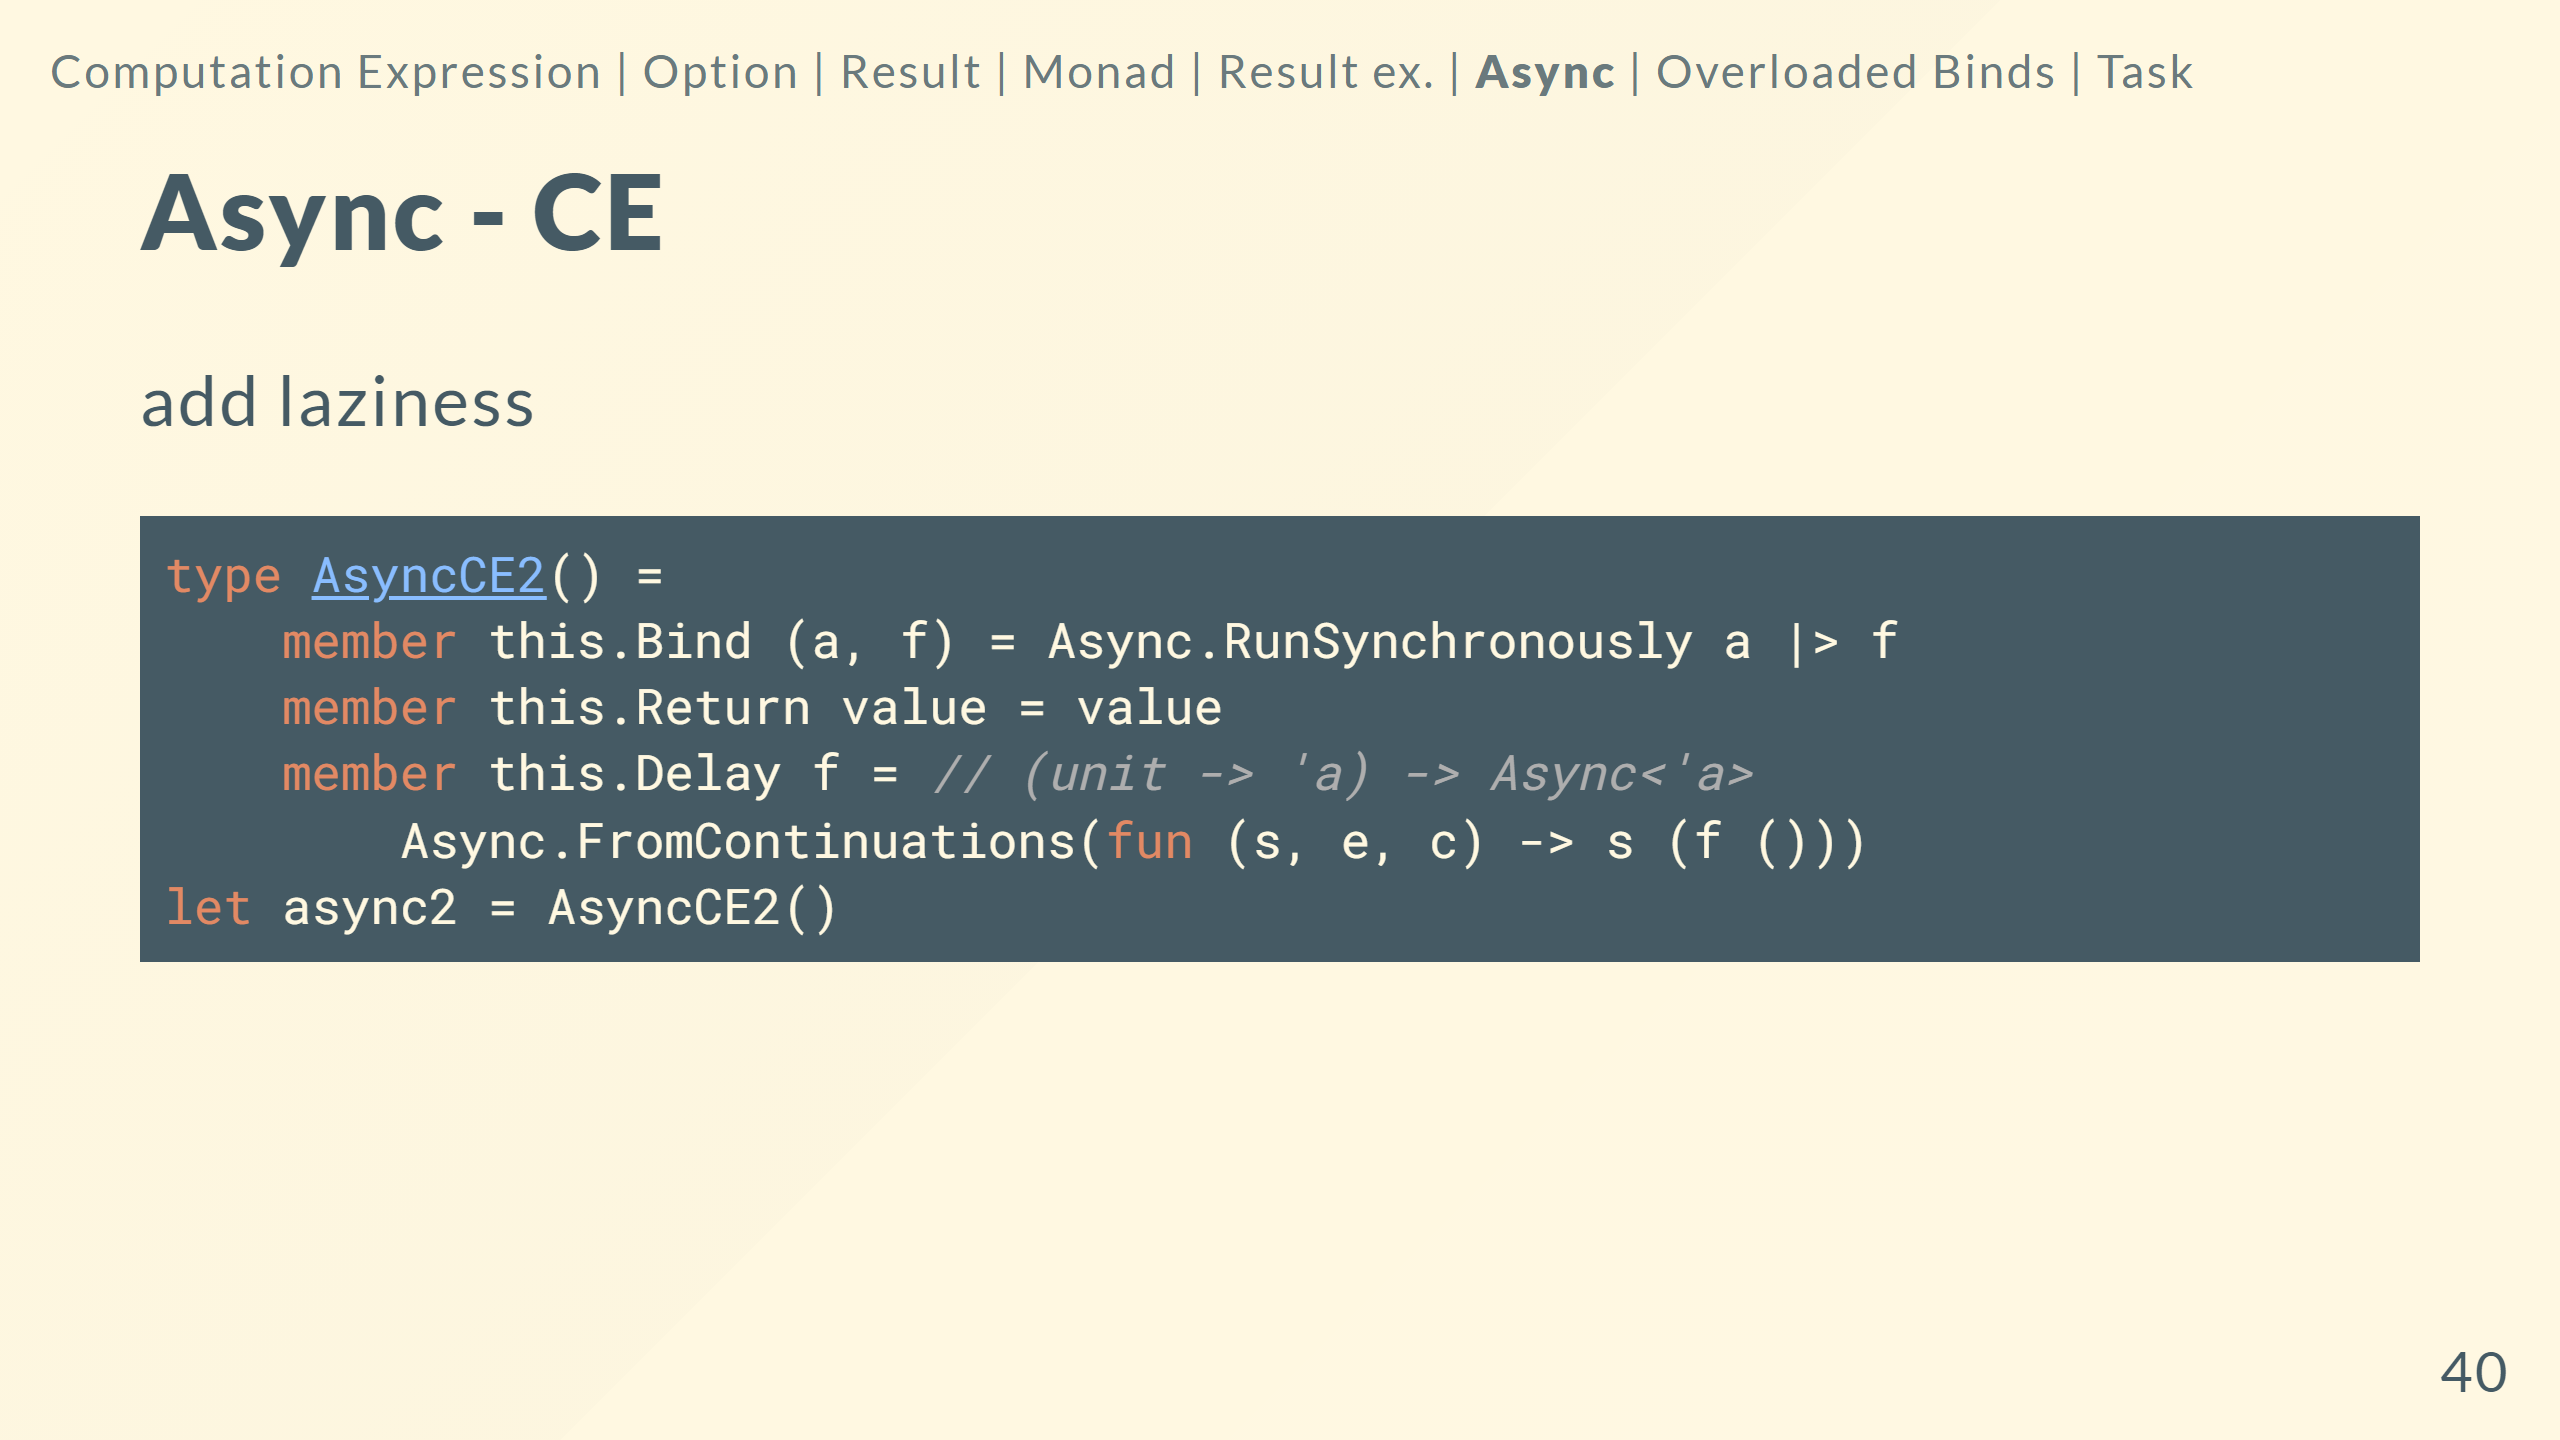 Computation Expression | Option | Result | Monad | Result ex. | Async | Overloaded Binds | Task
Async - CE
add laziness
type AsyncCE2() =
    member this.Bind (a, f) = Async.RunSynchronously a |> f
    member this.Return value = value
    member this.Delay f = // (unit -> 'a) -> Async<'a>
        Async.FromContinuations(fun (s, e, c) -> s (f ()))
let async2 = AsyncCE2()
40